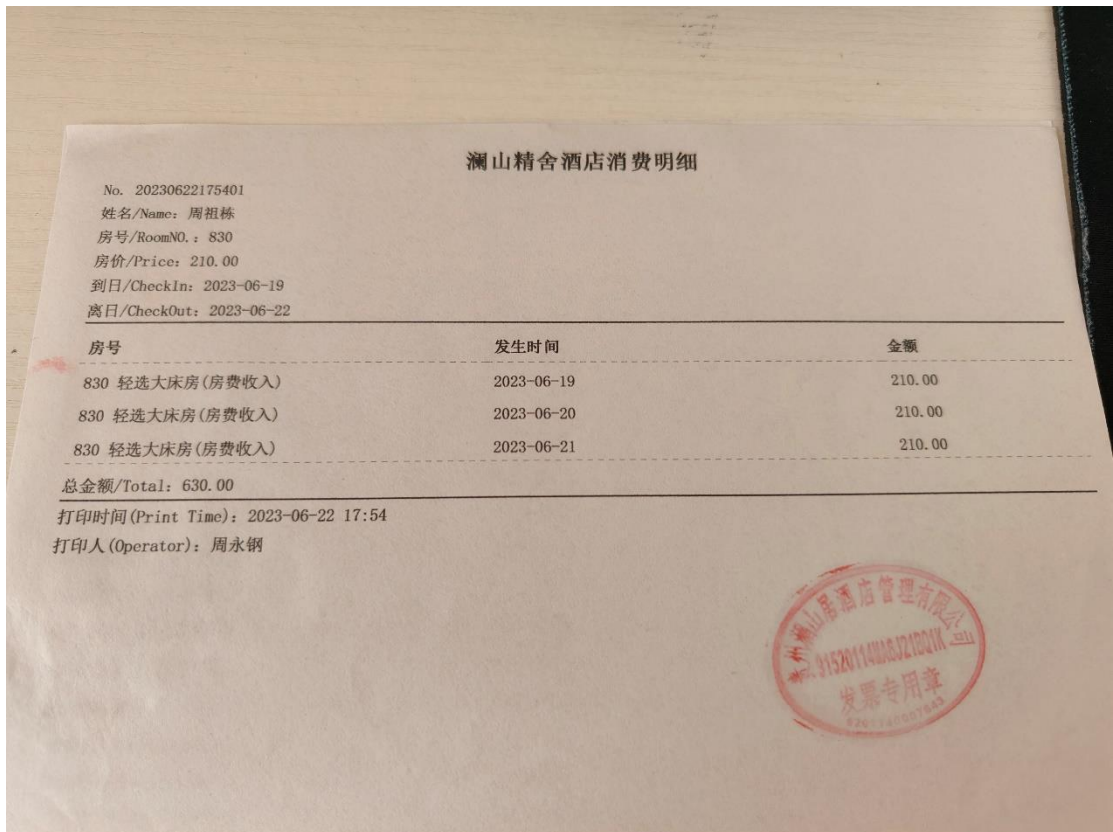 澜山精舍酒店消费明细
No. 20230622175401
姓名/Name: 周祖栋
房号/RoomNO.: 830
房价/Price: 210.00
到日/CheckIn: 2023-06-19
离日/CheckOut: 2023-06-22
房号 发生时间 金额
830 轻选大床房(房费收入) 2023-06-19 210.00
830 轻选大床房(房费收入) 2023-06-20 210.00
830 轻选大床房(房费收入) 2023-06-21 210.00
总金额/Total: 630.00
打印时间(Print Time): 2023-06-22 17:54
打印人(Operator): 周永钢
贵州澜山居酒店管理有限公司
发票专用章